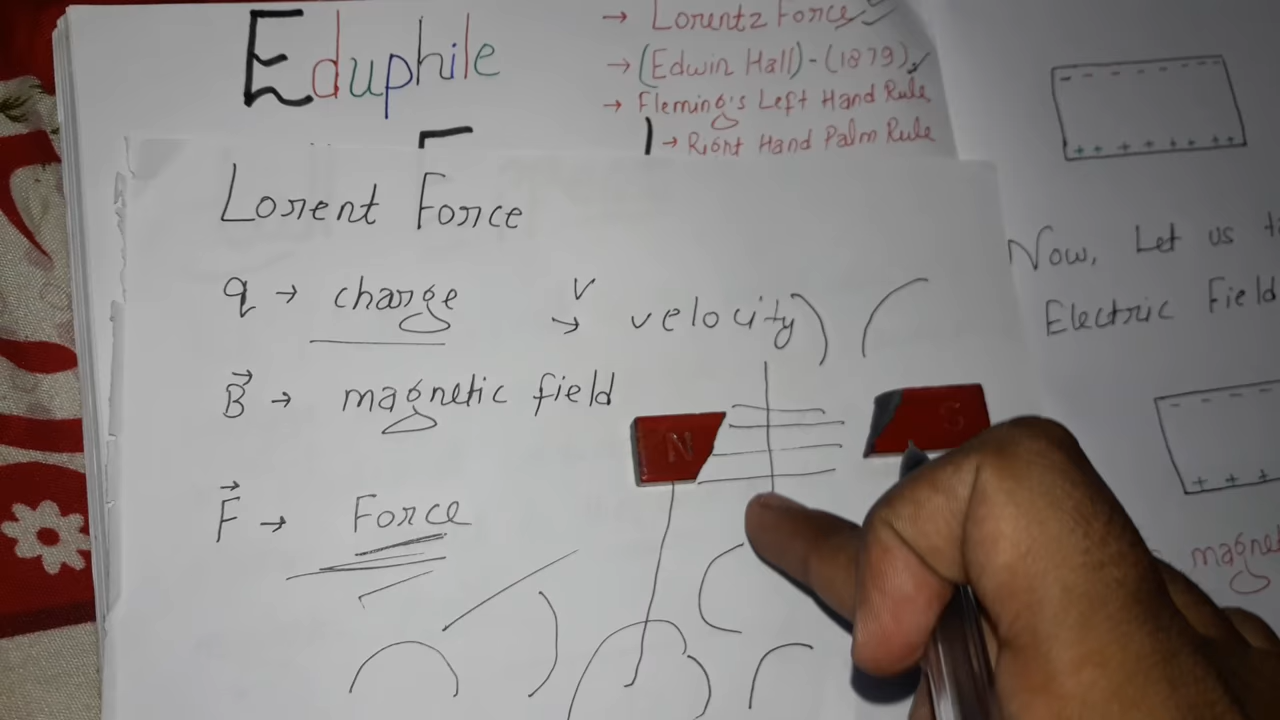 Eduphile
→ Lorentz Force
→ (Edwin Hall) - (1879)
→ Fleming's Left Hand Rule
→ Right Hand Palm Rule
Lorent Force
q → charge
v → velocity
B → magnetic field
F → Force
N
S
- - - - - - -
+ + + + + + +
Now, Let us
Electric Field
- - - -
+ + +